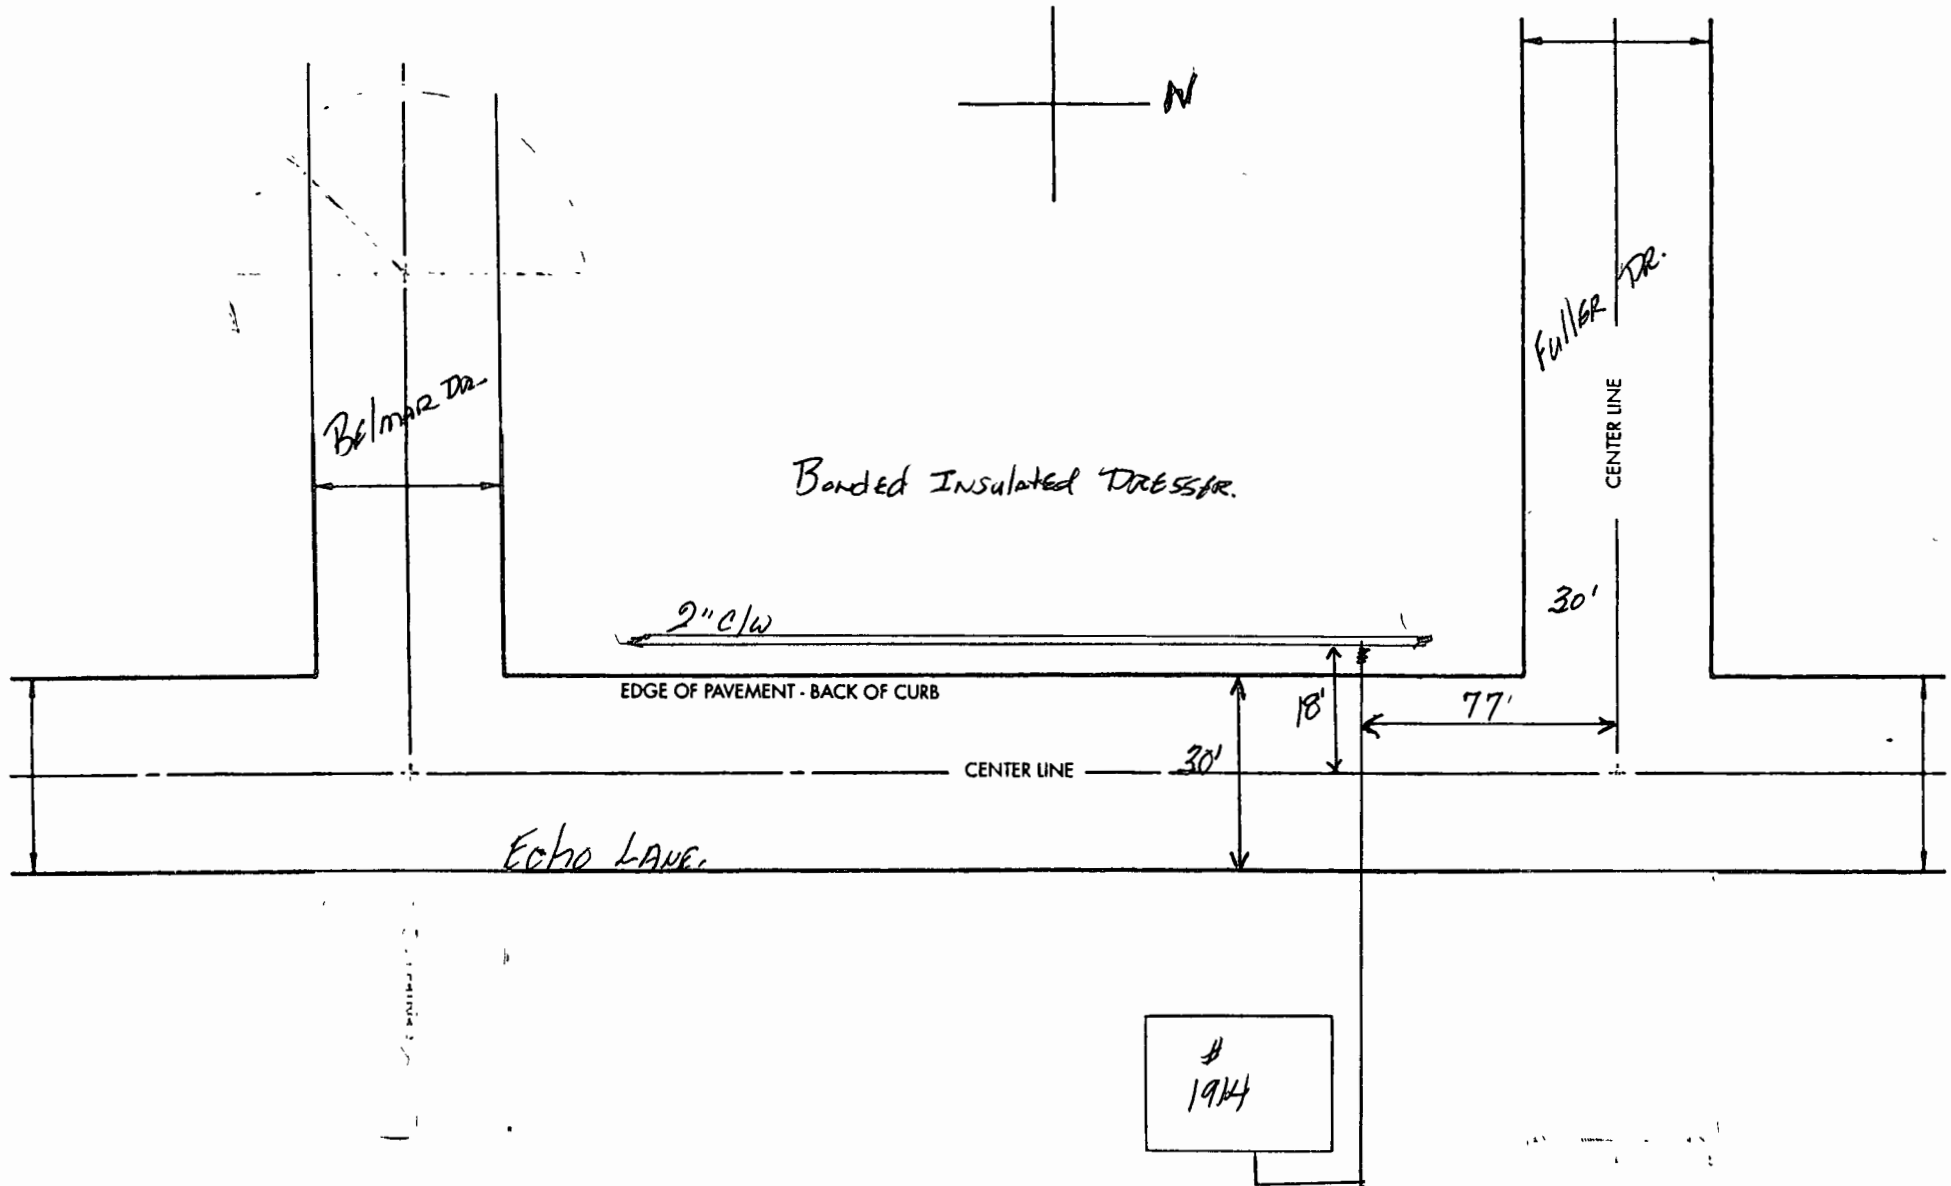 N
Fuller DR.
CENTER LINE
Belmar DR.
Bonded Insulated DRESSER.
30'
2" C/W
EDGE OF PAVEMENT - BACK OF CURB
18'
77'
30'
CENTER LINE
Echo LANE.
#
1914